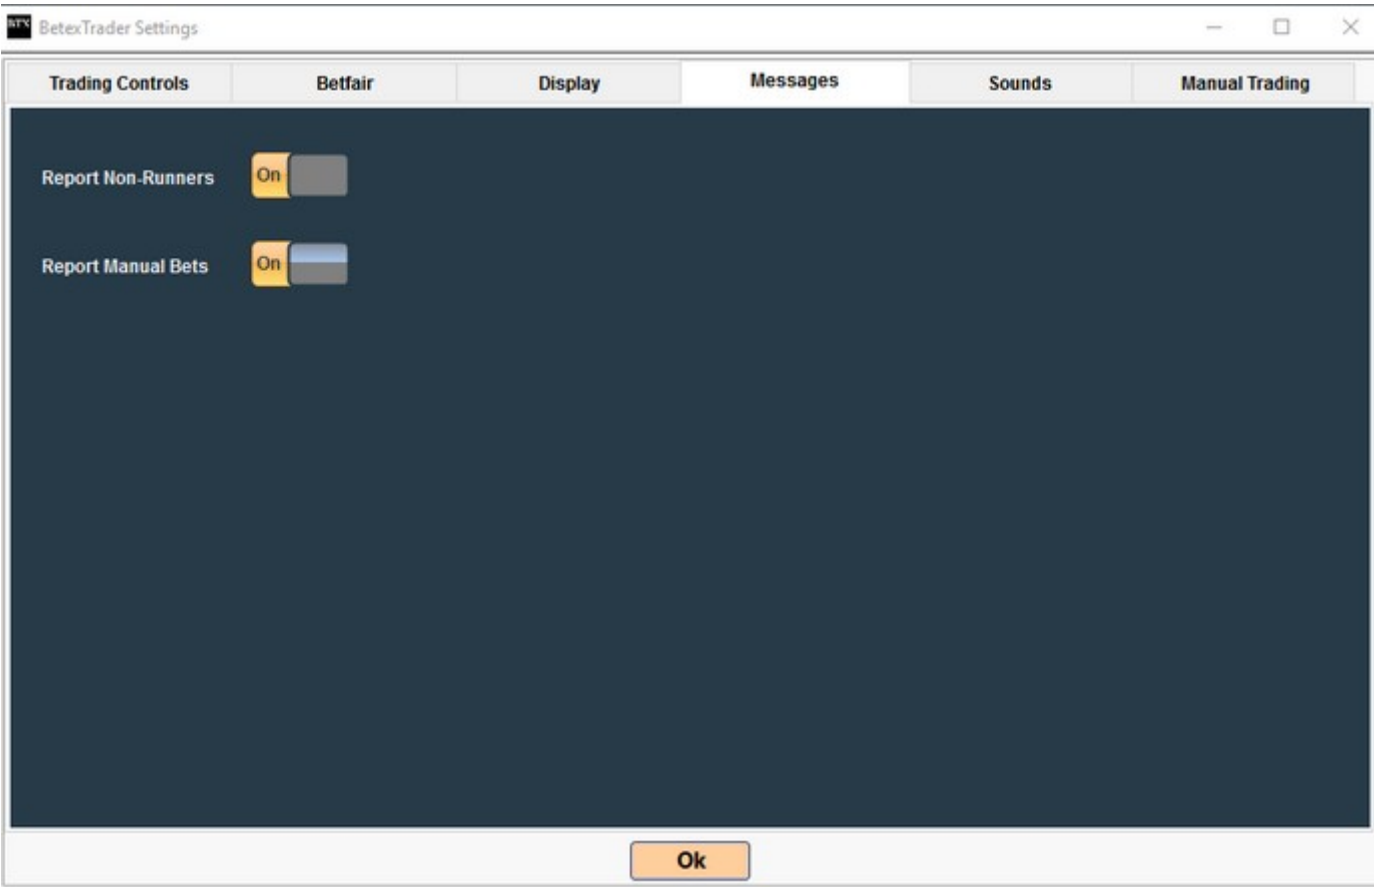 BTX BetexTrader Settings
Trading Controls Betfair Display Messages Sounds Manual Trading
Report Non-Runners On
Report Manual Bets On
Ok